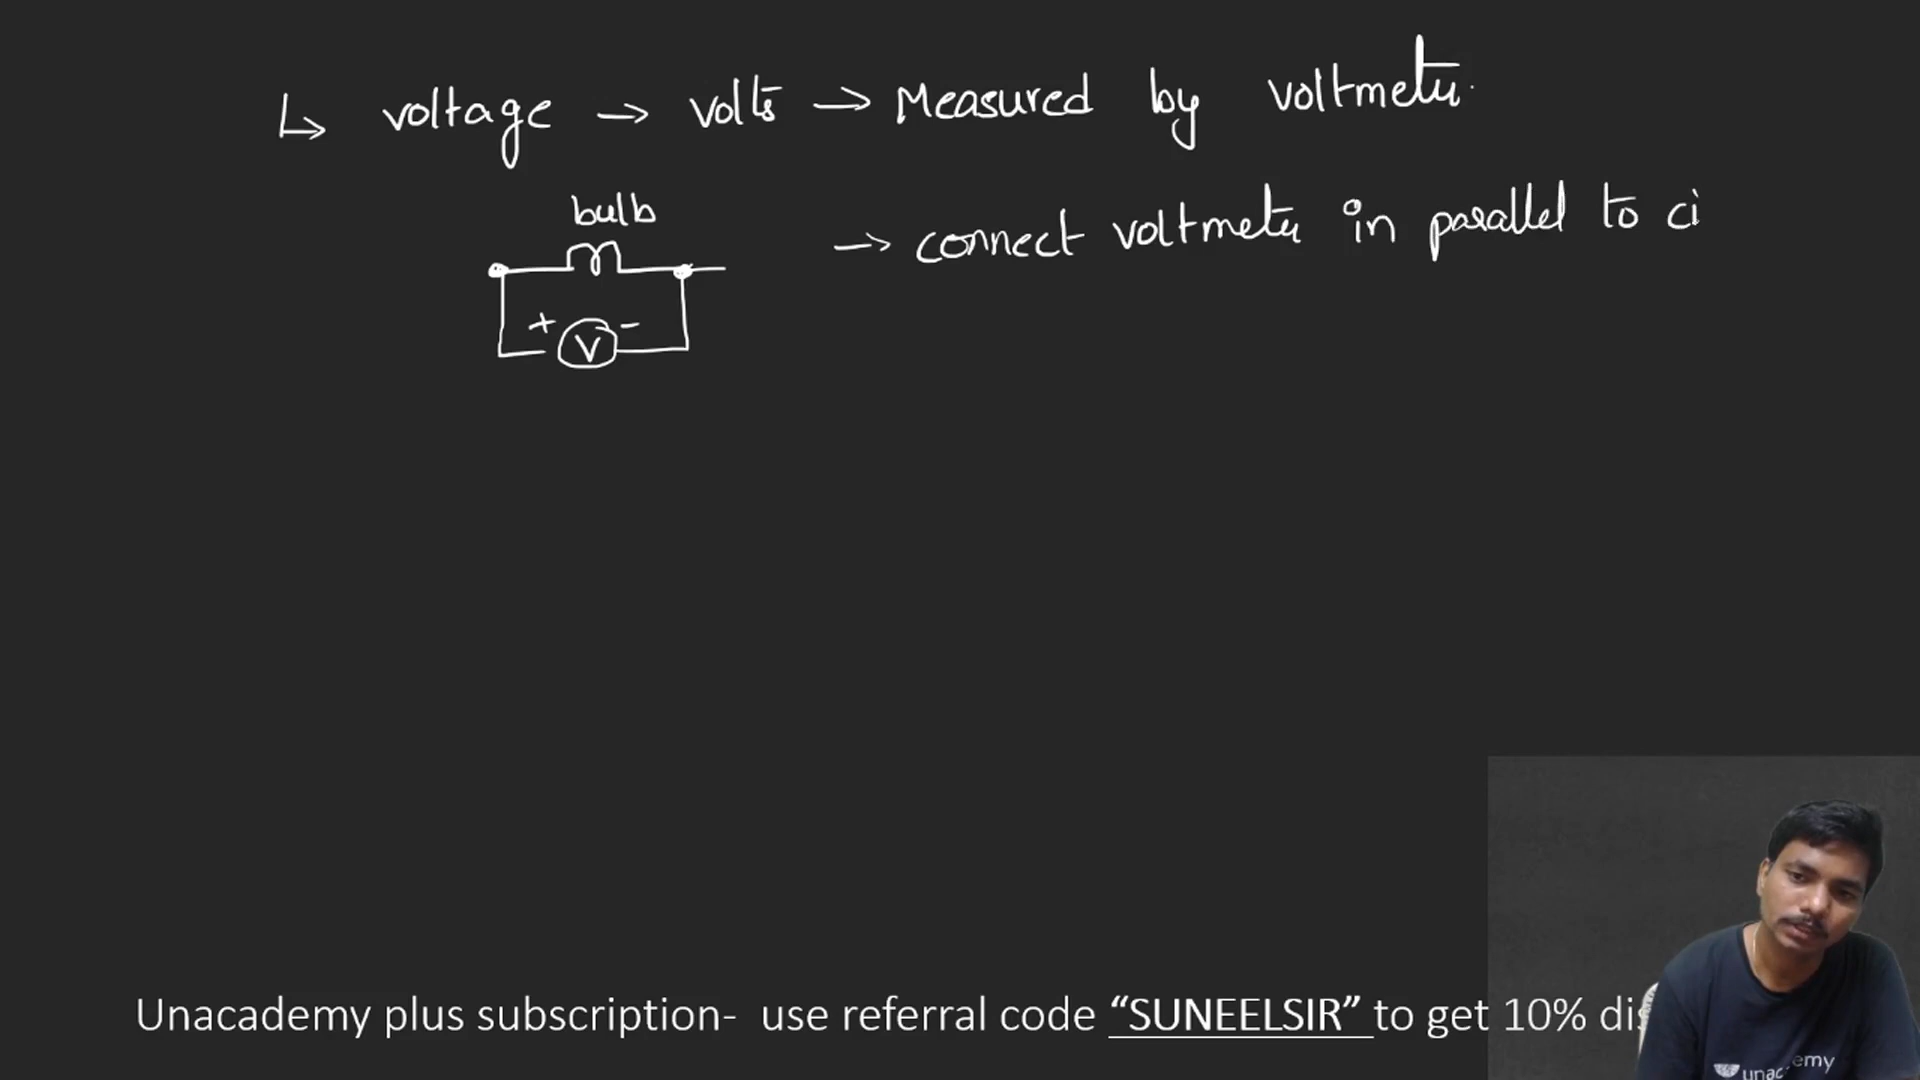 ↳ voltage → volts → Measured by voltmeter.
bulb
→ connect voltmeter in parallel to ci
+ V -
Unacademy plus subscription- use referral code “SUNEELSIR” to get 10% dis
unacademy